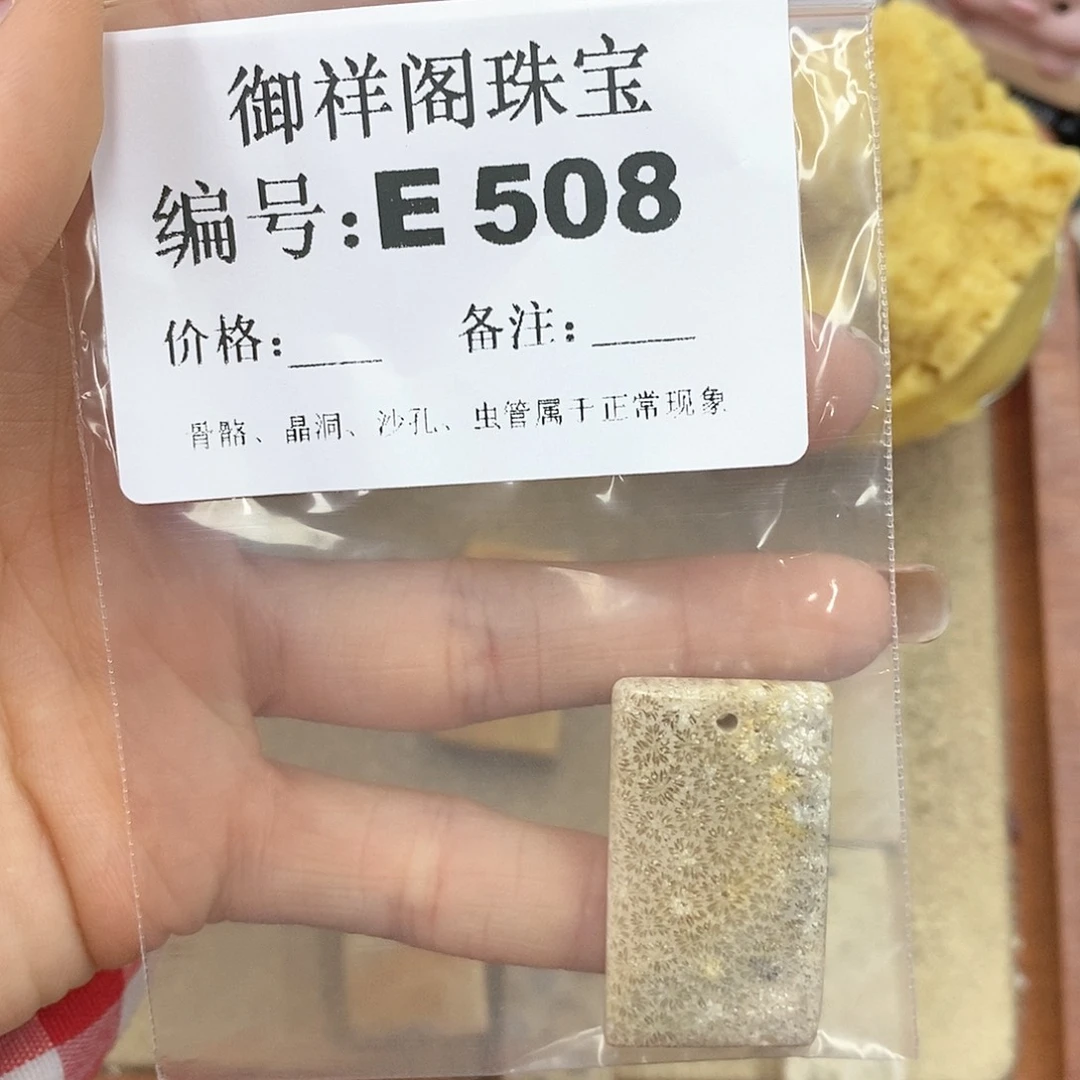 御祥阁珠宝
编号:E 508
价格:____ 备注:____
骨骼、晶洞、沙孔、虫管属于正常现象